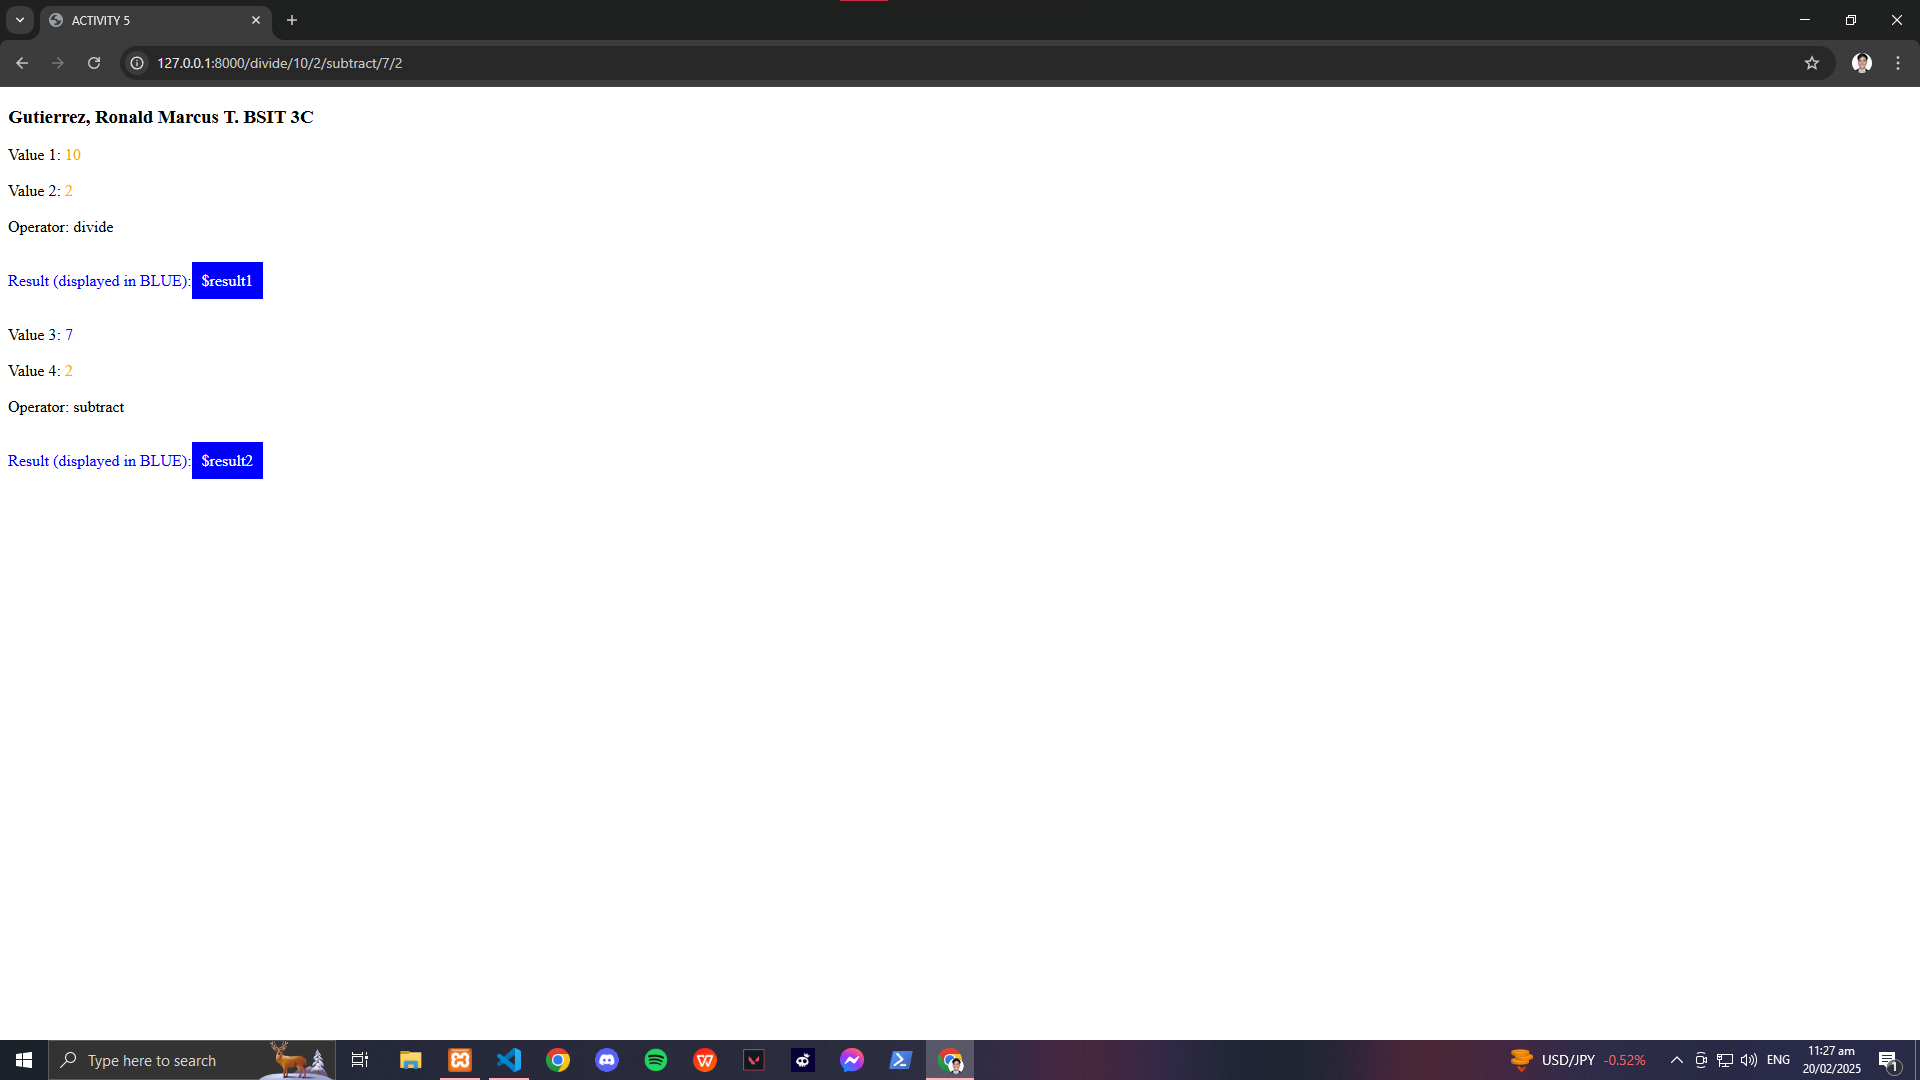 ACTIVITY 5
127.0.0.1:8000/divide/10/2/subtract/7/2
Gutierrez, Ronald Marcus T. BSIT 3C
Value 1: 10
Value 2: 2
Operator: divide
Result (displayed in BLUE): $result1
Value 3: 7
Value 4: 2
Operator: subtract
Result (displayed in BLUE): $result2
Type here to search
USD/JPY -0.52%
ENG
11:27 am
20/02/2025
1